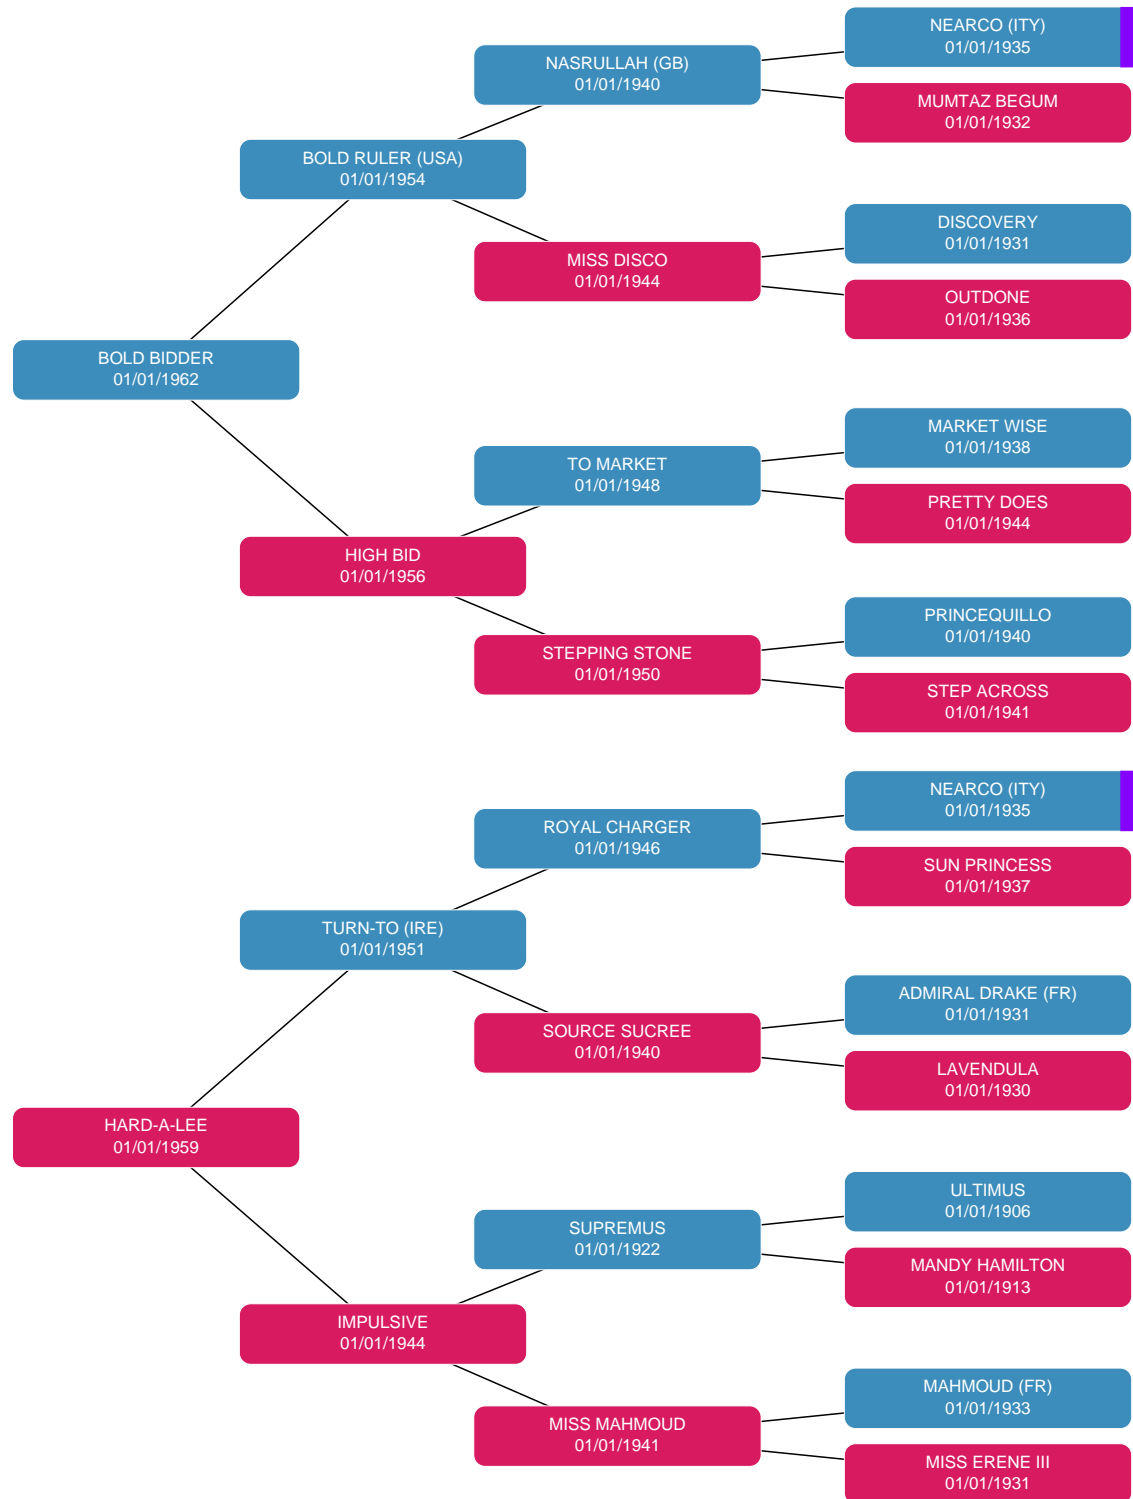 NEARCO (ITY)
01/01/1935
NASRULLAH (GB)
01/01/1940
MUMTAZ BEGUM
01/01/1932
BOLD RULER (USA)
01/01/1954
DISCOVERY
01/01/1931
MISS DISCO
01/01/1944
OUTDONE
01/01/1936
BOLD BIDDER
01/01/1962
MARKET WISE
01/01/1938
TO MARKET
01/01/1948
PRETTY DOES
01/01/1944
HIGH BID
01/01/1956
PRINCEQUILLO
01/01/1940
STEPPING STONE
01/01/1950
STEP ACROSS
01/01/1941
NEARCO (ITY)
01/01/1935
ROYAL CHARGER
01/01/1946
SUN PRINCESS
01/01/1937
TURN-TO (IRE)
01/01/1951
ADMIRAL DRAKE (FR)
01/01/1931
SOURCE SUCREE
01/01/1940
LAVENDULA
01/01/1930
HARD-A-LEE
01/01/1959
ULTIMUS
01/01/1906
SUPREMUS
01/01/1922
MANDY HAMILTON
01/01/1913
IMPULSIVE
01/01/1944
MAHMOUD (FR)
01/01/1933
MISS MAHMOUD
01/01/1941
MISS ERENE III
01/01/1931